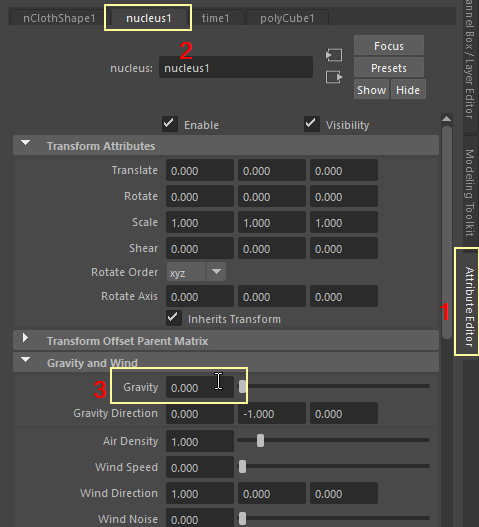 nClothShape1 nucleus1 time1 polyCube1
2
nucleus: nucleus1
Focus
Presets
Show Hide
Enable Visibility
Transform Attributes
Translate 0.000 0.000 0.000
Rotate 0.000 0.000 0.000
Scale 1.000 1.000 1.000
Shear 0.000 0.000 0.000
Rotate Order xyz
Rotate Axis 0.000 0.000 0.000
Inherits Transform
Transform Offset Parent Matrix
Gravity and Wind
3 Gravity 0.000
Gravity Direction 0.000 -1.000 0.000
Air Density 1.000
Wind Speed 0.000
Wind Direction 1.000 0.000 0.000
Wind Noise 0.000
Box / Layer Editor
Modeling Toolkit
1 Attribute Editor